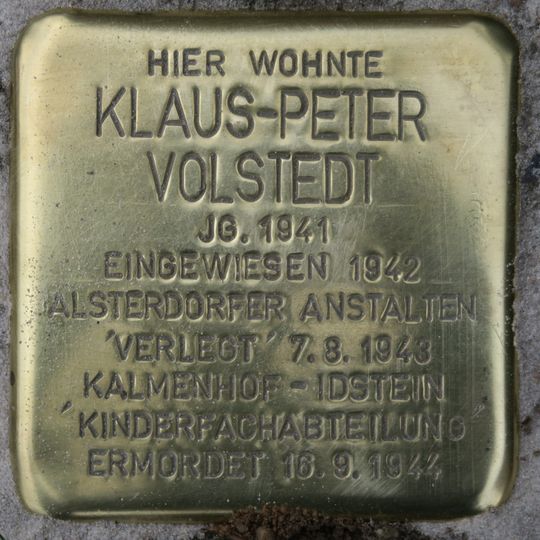 HIER WOHNTE
KLAUS-PETER
VOLSTEDT
JG. 1941
EINGEWIESEN 1942
ALSTERDORFER ANSTALTEN
'VERLEGT' 7.8.1943
KALMENHOF - IDSTEIN
'KINDERFACHABTEILUNG'
ERMORDET 16.9.1944